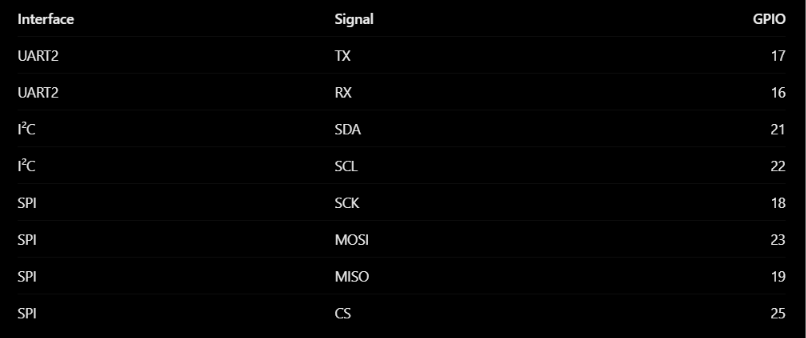 Interface Signal GPIO
UART2 TX 17
UART2 RX 16
I²C SDA 21
I²C SCL 22
SPI SCK 18
SPI MOSI 23
SPI MISO 19
SPI CS 25